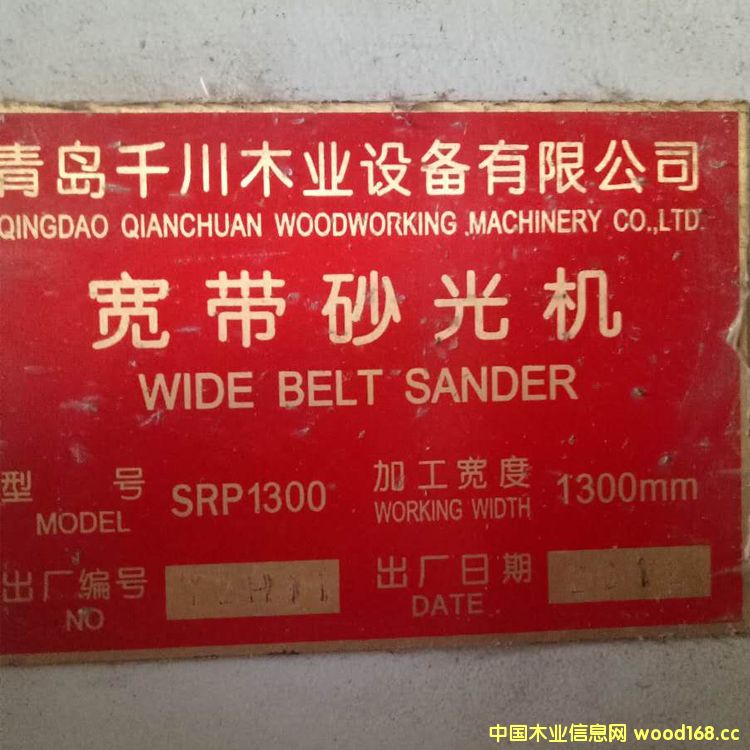 青岛千川木业设备有限公司
QINGDAO QIANCHUAN WOODWORKING MACHINERY CO.,LTD
宽带砂光机
WIDE BELT SANDER
型 号 SRP1300 加工宽度 1300mm
MODEL WORKING WIDTH
出厂编号 出厂日期
NO DATE
中国木业信息网 wood168.cc